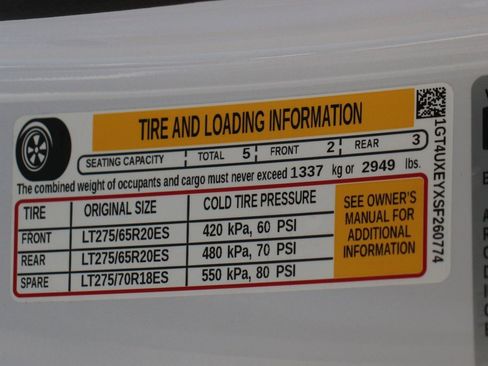 TIRE AND LOADING INFORMATION
SEATING CAPACITY TOTAL 5 FRONT 2 REAR 3
The combined weight of occupants and cargo must never exceed 1337 kg or 2949 lbs.
TIRE ORIGINAL SIZE COLD TIRE PRESSURE
FRONT LT275/65R20ES 420 kPa, 60 PSI
REAR LT275/65R20ES 480 kPa, 70 PSI
SPARE LT275/70R18ES 550 kPa, 80 PSI
SEE OWNER'S
MANUAL FOR
ADDITIONAL
INFORMATION
1GT4UXEYXSF260774